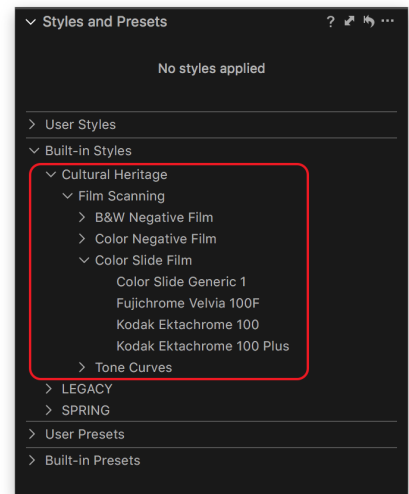 Styles and Presets ? ...
No styles applied
User Styles
Built-in Styles
Cultural Heritage
Film Scanning
B&W Negative Film
Color Negative Film
Color Slide Film
Color Slide Generic 1
Fujichrome Velvia 100F
Kodak Ektachrome 100
Kodak Ektachrome 100 Plus
Tone Curves
LEGACY
SPRING
User Presets
Built-in Presets